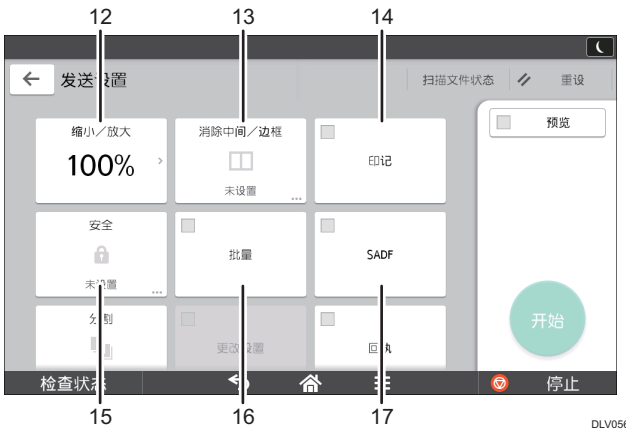 12 13 14
发送设置 扫描文件状态 重设
缩小／放大 消除中间／边框 印记 预览
100%
未设置
安全 批量 SADF
未设置
分割 更改设置 回执 开始
检查状态 停止
15 16 17
DLV056